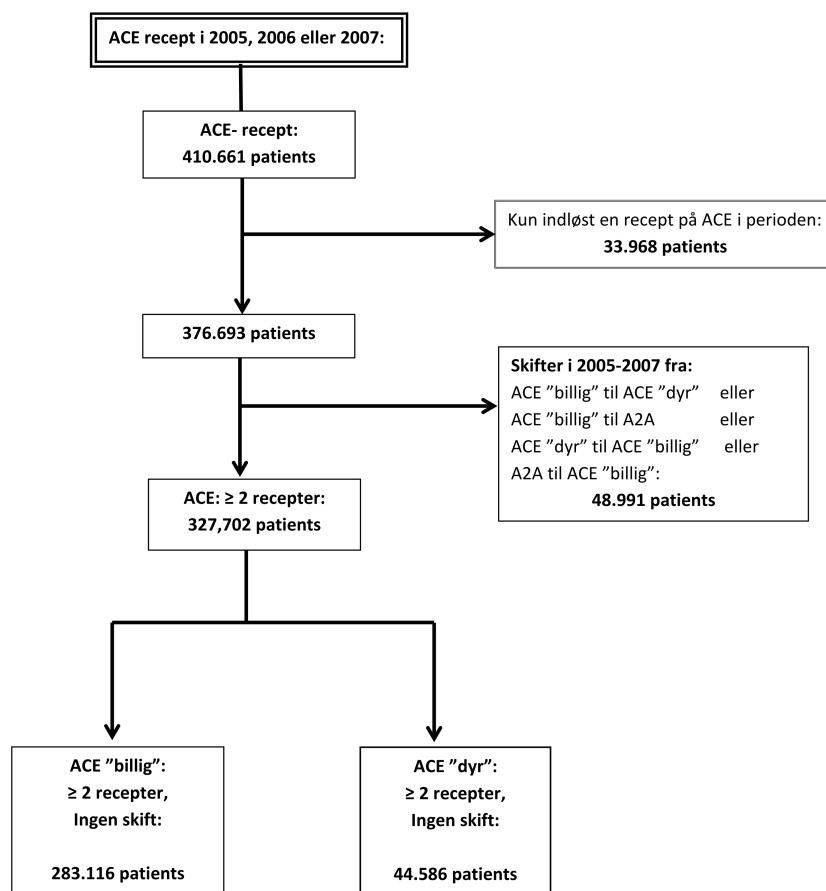 ACE recept i 2005, 2006 eller 2007:
ACE- recept:
410.661 patients
Kun indløst en recept på ACE i perioden:
33.968 patients
376.693 patients
Skifter i 2005-2007 fra:
ACE ”billig” til ACE ”dyr” eller
ACE ”billig” til A2A eller
ACE ”dyr” til ACE ”billig” eller
A2A til ACE ”billig”:
48.991 patients
ACE: ≥ 2 recepter:
327,702 patients
ACE ”billig”:
≥ 2 recepter,
Ingen skift:
283.116 patients
ACE ”dyr”:
≥ 2 recepter,
Ingen skift:
44.586 patients